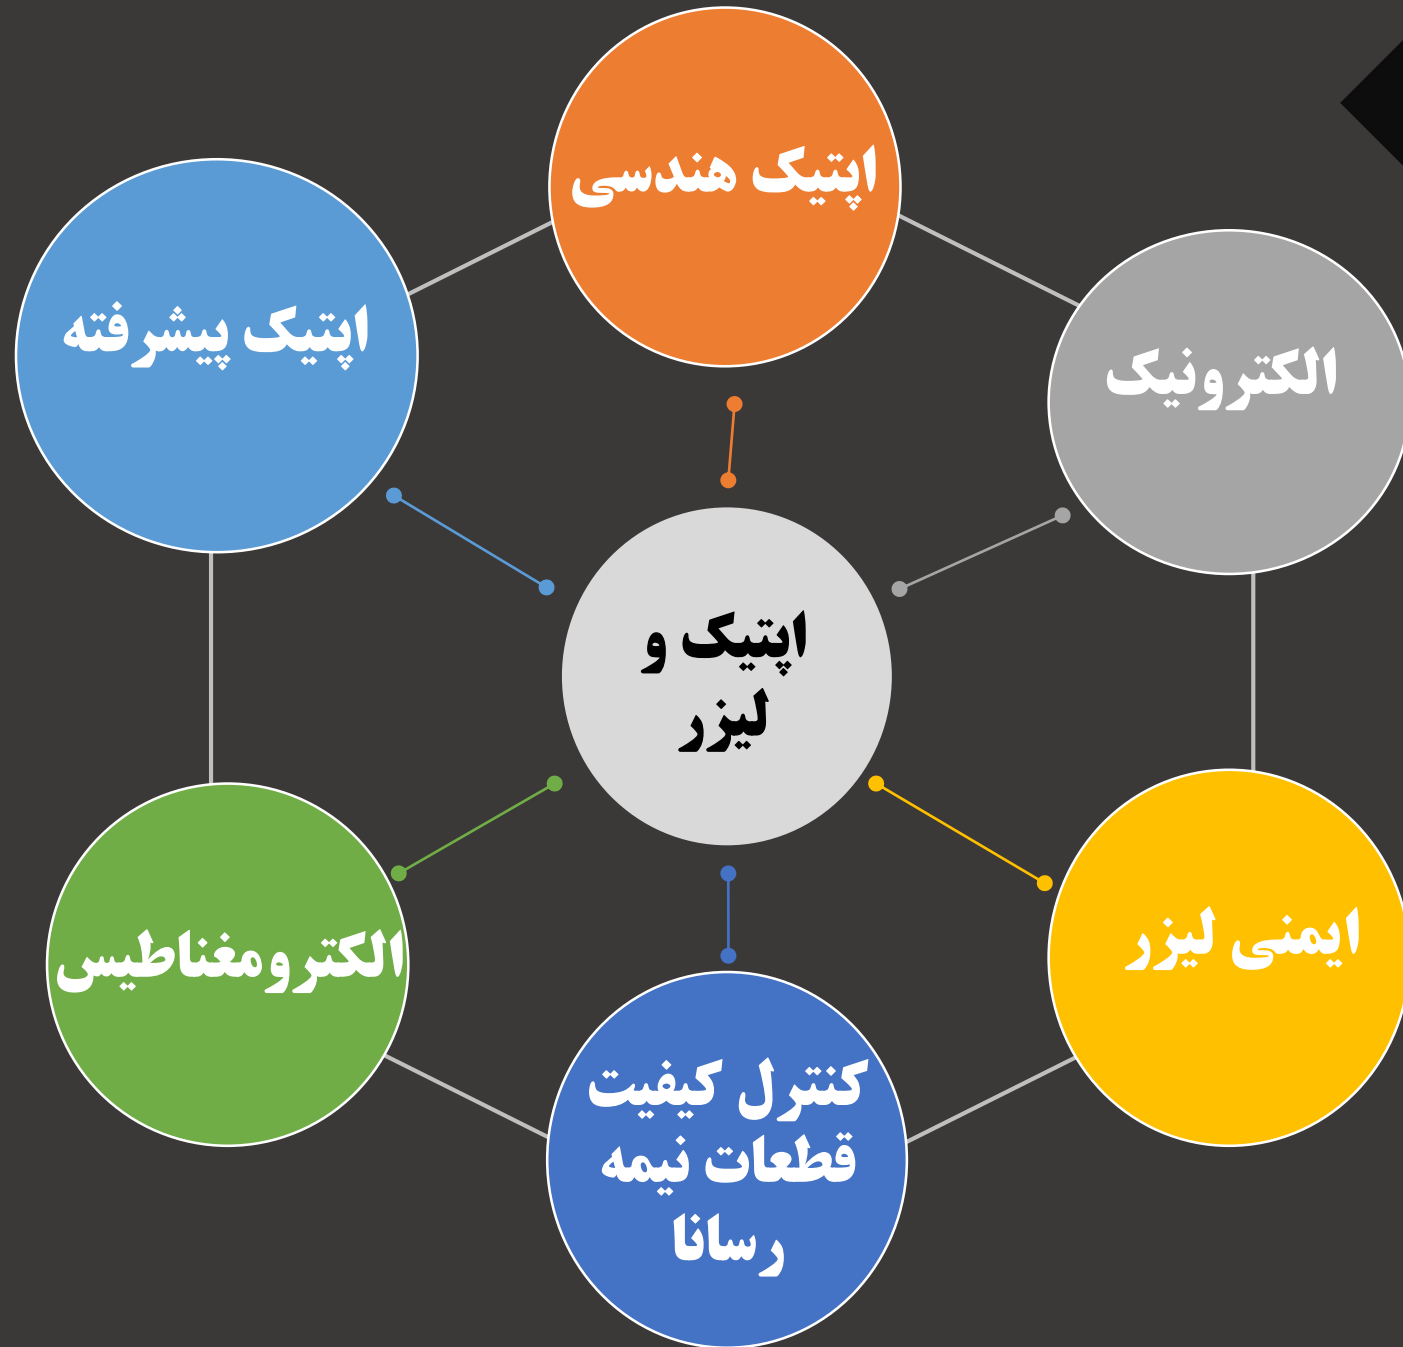 اپتیک هندسی
اپتیک پیشرفته
الکترونیک
اپتیک و
لیزر
ایمنی لیزر
الکترومغناطیس
کنترل کیفیت
قطعات نیمه
رسانا